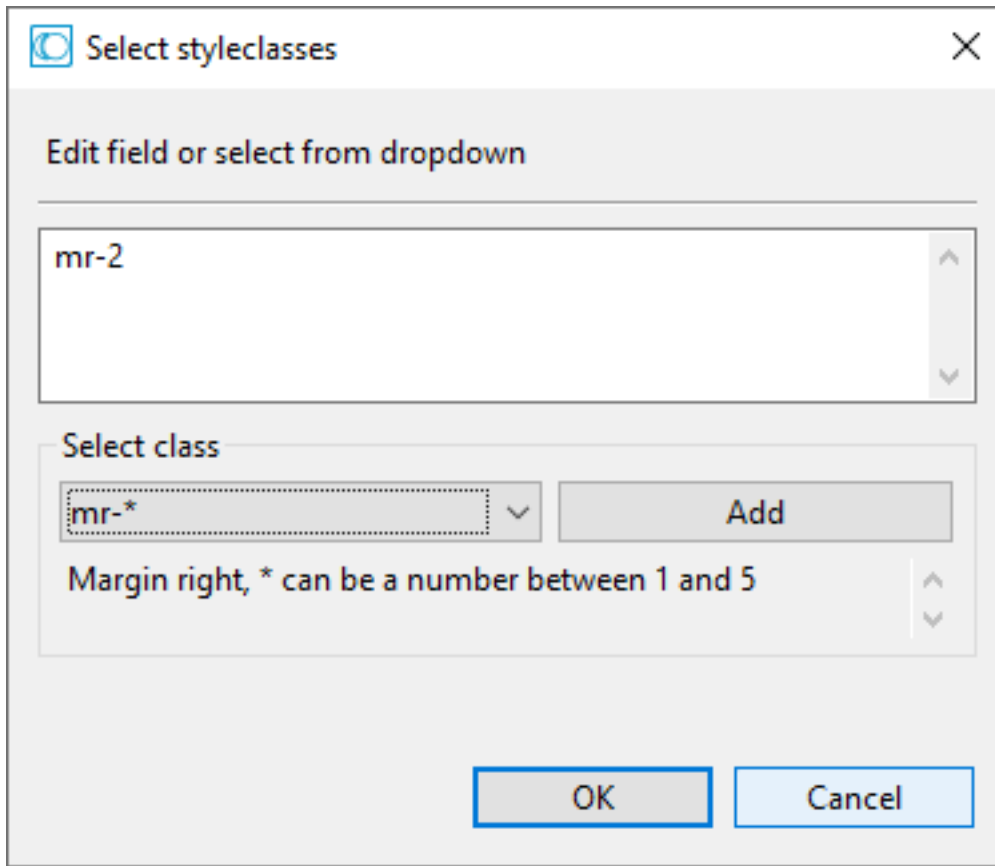 Select styleclasses
Edit field or select from dropdown
mr-2
Select class
mr-*
Add
Margin right, * can be a number between 1 and 5
OK
Cancel